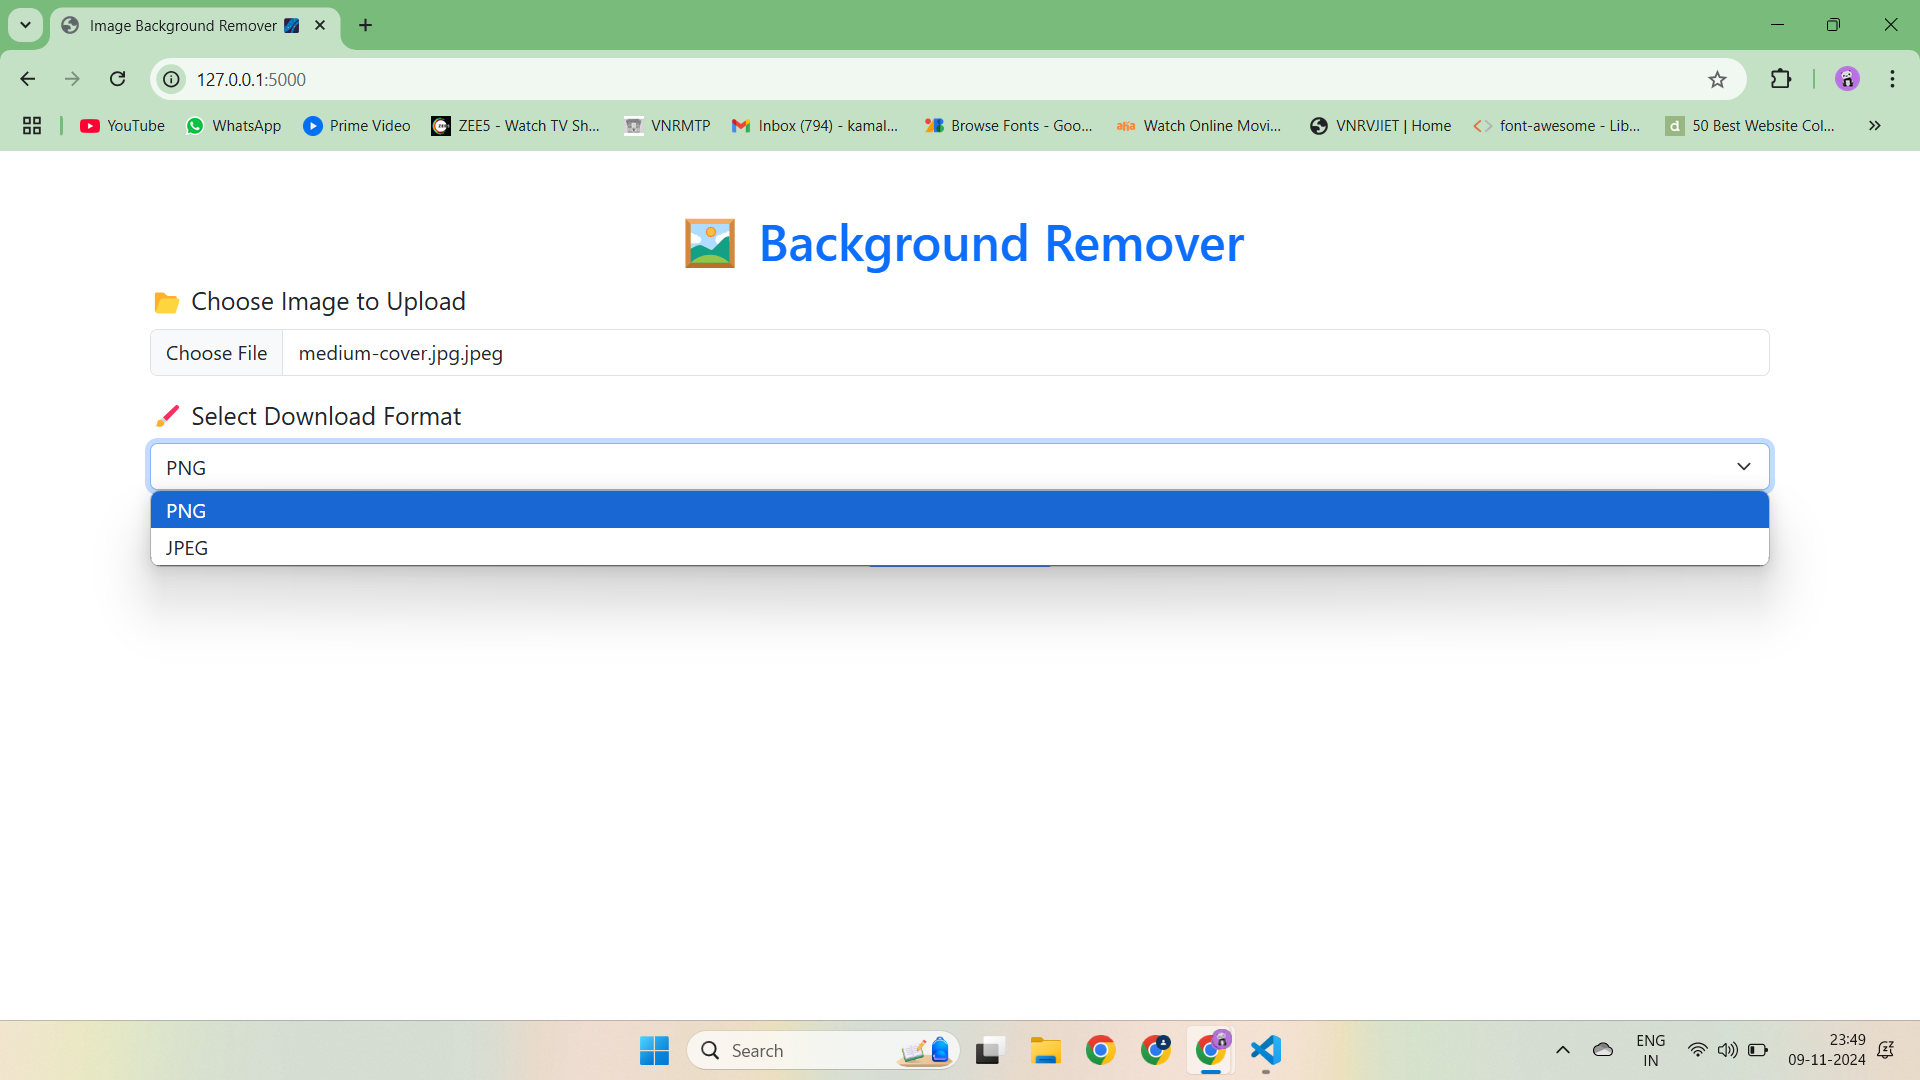 Image Background Remover
127.0.0.1:5000
YouTube
WhatsApp
Prime Video
ZEE5 - Watch TV Sh...
VNRMTP
Inbox (794) - kamal...
Browse Fonts - Goo...
aha
Watch Online Movi...
VNRVJIET | Home
font-awesome - Lib...
d
50 Best Website Col...
Background Remover
Choose Image to Upload
Choose File
medium-cover.jpg.jpeg
Select Download Format
PNG
PNG
JPEG
Search
ENG
IN
23:49
09-11-2024